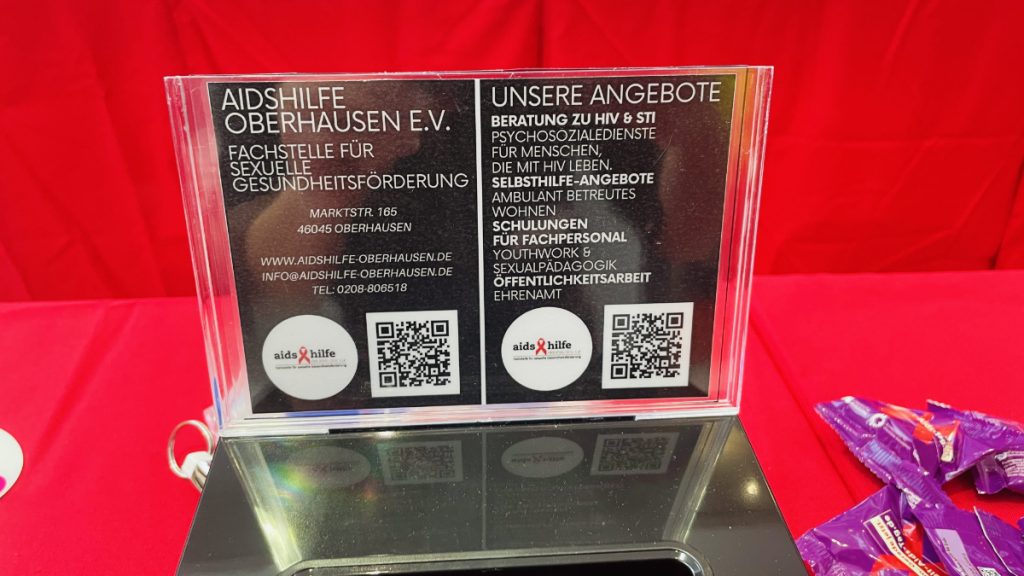 AIDSHILFE
OBERHAUSEN E.V.
FACHSTELLE FÜR
SEXUELLE
GESUNDHEITSFÖRDERUNG
MARKTSTR. 165
46045 OBERHAUSEN
WWW.AIDSHILFE-OBERHAUSEN.DE
INFO@AIDSHILFE-OBERHAUSEN.DE
TEL: 0208-806518
aids hilfe
UNSERE ANGEBOTE
BERATUNG ZU HIV & STI
PSYCHOSOZIALEDIENSTE
FÜR MENSCHEN,
DIE MIT HIV LEBEN.
SELBSTHILFE-ANGEBOTE
AMBULANT BETREUTES
WOHNEN
SCHULUNGEN
FÜR FACHPERSONAL
YOUTHWORK &
SEXUALPÄDAGOGIK
ÖFFENTLICHKEITSARBEIT
EHRENAMT
aids hilfe